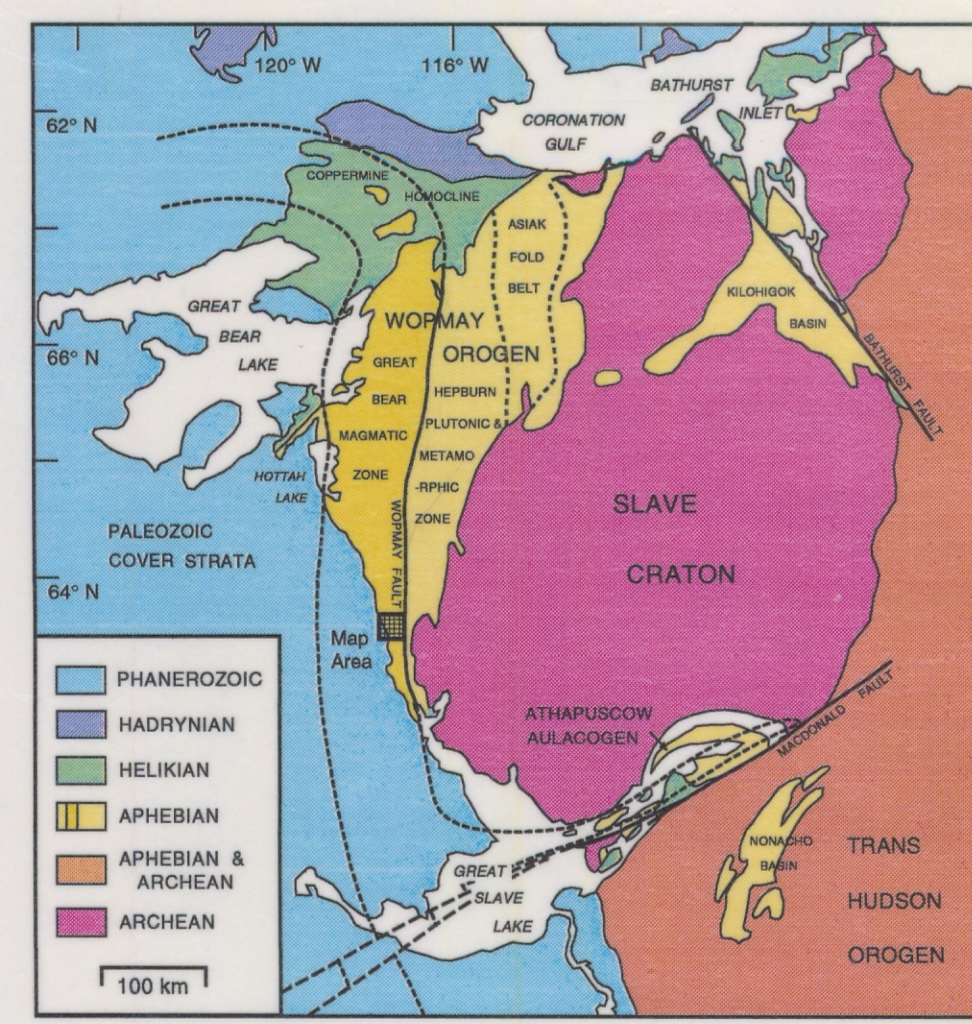 120° W
116° W
BATHURST
INLET
62° N
CORONATION
GULF
COPPERMINE
HOMOCLINE
ASIAK
FOLD
BELT
KILOHIGOK
BASIN
GREAT
BEAR
LAKE
WOPMAY
OROGEN
66° N
BATHURST FAULT
GREAT
BEAR
MAGMATIC
ZONE
HEPBURN
PLUTONIC &
METAMO
-RPHIC
ZONE
HOTTAH
LAKE
WOPMAY FAULT
SLAVE
CRATON
PALEOZOIC
COVER STRATA
64° N
Map
Area
PHANEROZOIC
HADRYNIAN
HELIKIAN
APHEBIAN
APHEBIAN &
ARCHEAN
ARCHEAN
100 km
ATHAPUSCOW
AULACOGEN
MACDONALD FAULT
NONACHO
BASIN
TRANS
HUDSON
OROGEN
GREAT
SLAVE
LAKE